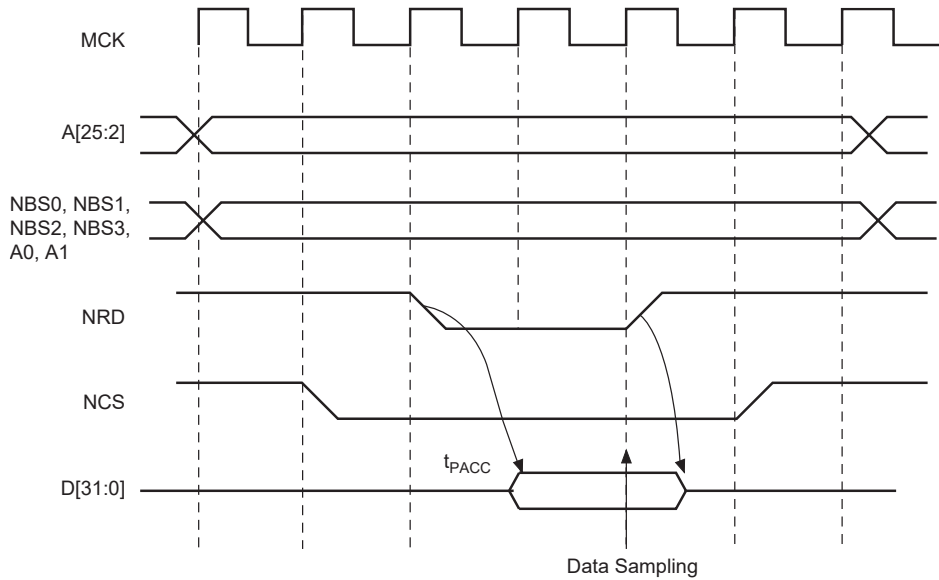 MCK
A[25:2]
NBS0, NBS1,
NBS2, NBS3,
A0, A1
NRD
NCS
tPACC
D[31:0]
Data Sampling